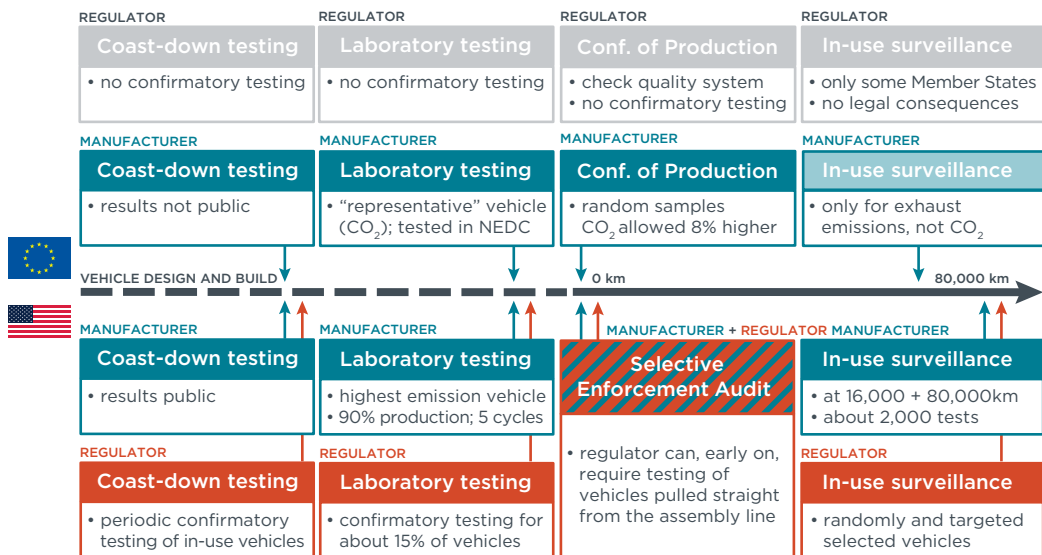 REGULATOR
Coast-down testing
• no confirmatory testing
REGULATOR
Laboratory testing
• no confirmatory testing
REGULATOR
Conf. of Production
• check quality system
• no confirmatory testing
REGULATOR
In-use surveillance
• only some Member States
• no legal consequences
MANUFACTURER
Coast-down testing
• results not public
MANUFACTURER
Laboratory testing
• “representative” vehicle
(CO₂); tested in NEDC
MANUFACTURER
Conf. of Production
• random samples
CO₂ allowed 8% higher
MANUFACTURER
In-use surveillance
• only for exhaust
emissions, not CO₂
VEHICLE DESIGN AND BUILD
0 km
80,000 km
MANUFACTURER
Coast-down testing
• results public
MANUFACTURER
Laboratory testing
• highest emission vehicle
• 90% production; 5 cycles
MANUFACTURER + REGULATOR
Selective
Enforcement Audit
• regulator can, early on,
require testing of
vehicles pulled straight
from the assembly line
MANUFACTURER
In-use surveillance
• at 16,000 + 80,000km
• about 2,000 tests
REGULATOR
Coast-down testing
• periodic confirmatory
testing of in-use vehicles
REGULATOR
Laboratory testing
• confirmatory testing for
about 15% of vehicles
REGULATOR
In-use surveillance
• randomly and targeted
selected vehicles